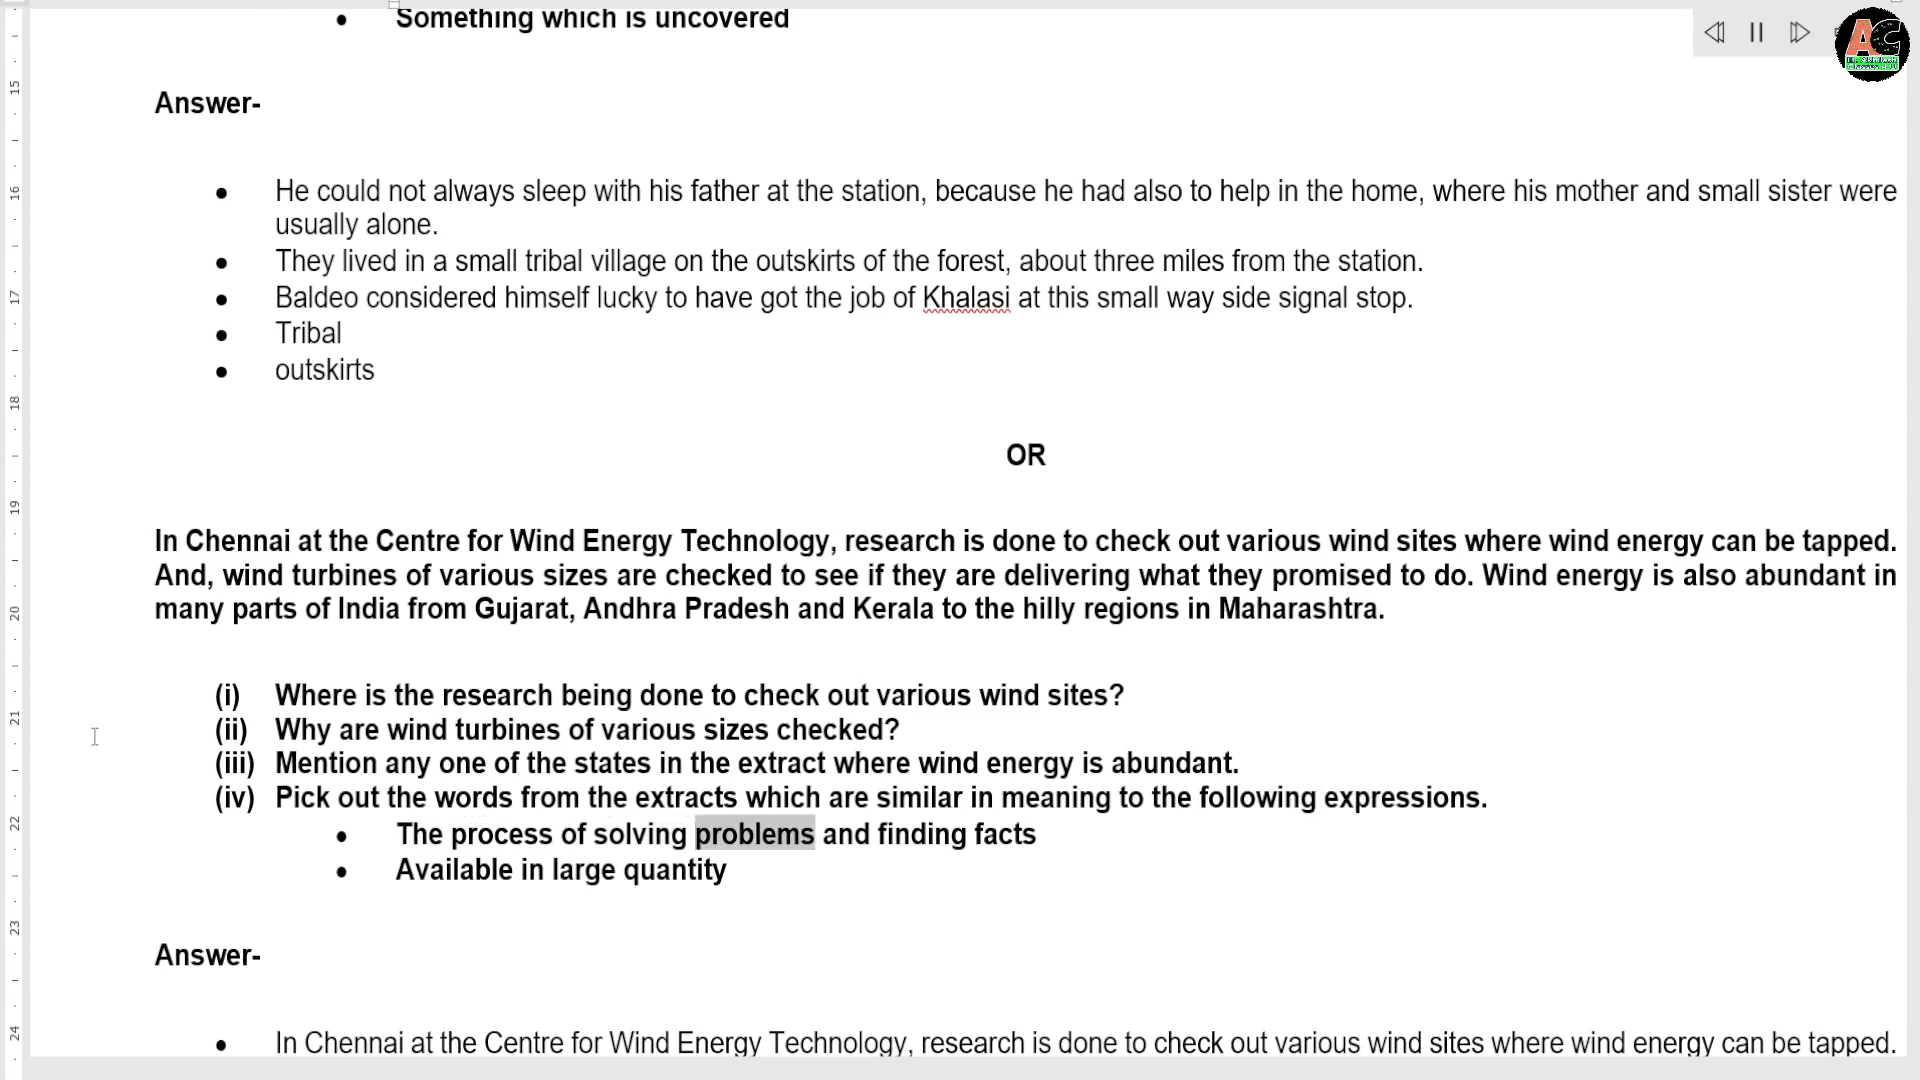 Something which is uncovered
Answer-
• He could not always sleep with his father at the station, because he had also to help in the home, where his mother and small sister were
usually alone.
• They lived in a small tribal village on the outskirts of the forest, about three miles from the station.
• Baldeo considered himself lucky to have got the job of Khalasi at this small way side signal stop.
• Tribal
• outskirts
OR
In Chennai at the Centre for Wind Energy Technology, research is done to check out various wind sites where wind energy can be tapped.
And, wind turbines of various sizes are checked to see if they are delivering what they promised to do. Wind energy is also abundant in
many parts of India from Gujarat, Andhra Pradesh and Kerala to the hilly regions in Maharashtra.
(i) Where is the research being done to check out various wind sites?
(ii) Why are wind turbines of various sizes checked?
(iii) Mention any one of the states in the extract where wind energy is abundant.
(iv) Pick out the words from the extracts which are similar in meaning to the following expressions.
• The process of solving problems and finding facts
• Available in large quantity
Answer-
• In Chennai at the Centre for Wind Energy Technology, research is done to check out various wind sites where wind energy can be tapped.
15
16
17
18
19
20
21
22
23
24
AC